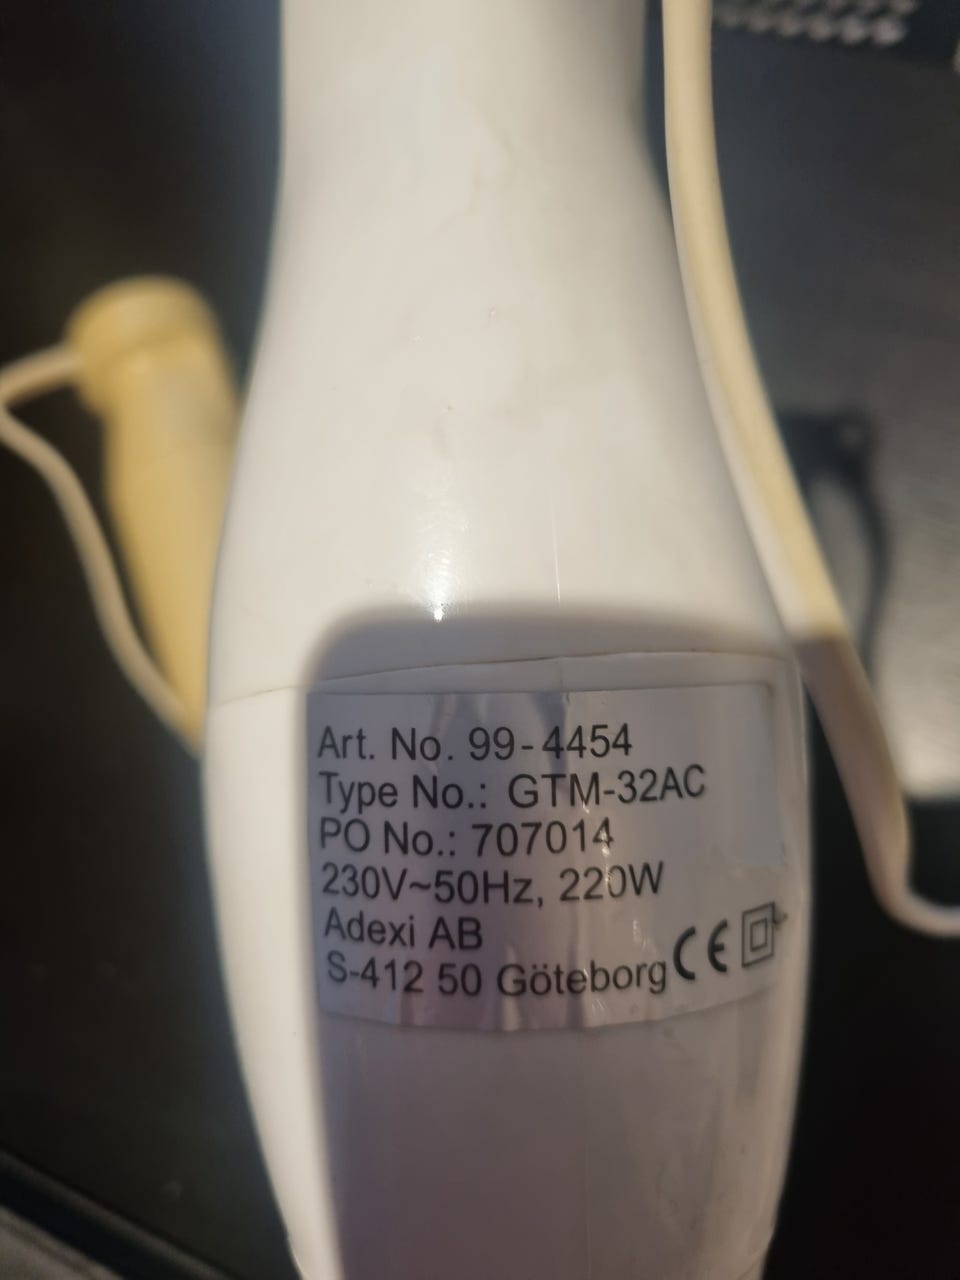 Art. No. 99-4454
Type No.: GTM-32AC
PO No.: 707014
230V~50Hz, 220W
Adexi AB
S-412 50 Göteborg CE